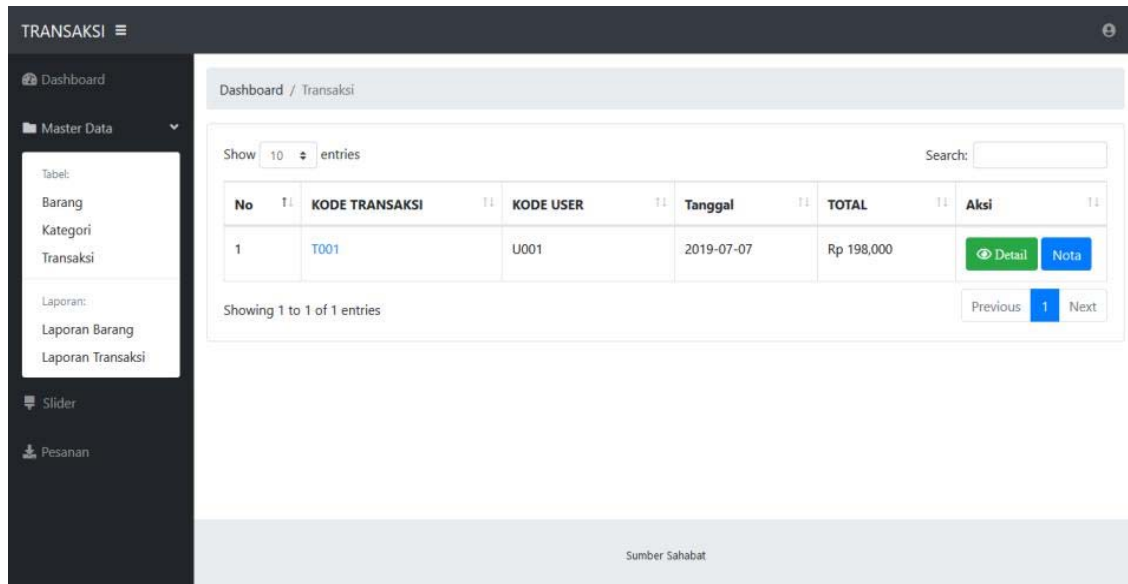 TRANSAKSI
Dashboard
Master Data
Tabel:
Barang
Kategori
Transaksi
Laporan:
Laporan Barang
Laporan Transaksi
Slider
Pesanan
Dashboard / Transaksi
Show 10 entries Search:
No KODE TRANSAKSI KODE USER Tanggal TOTAL Aksi
1 T001 U001 2019-07-07 Rp 198,000 Detail Nota
Showing 1 to 1 of 1 entries Previous 1 Next
Sumber Sahabat